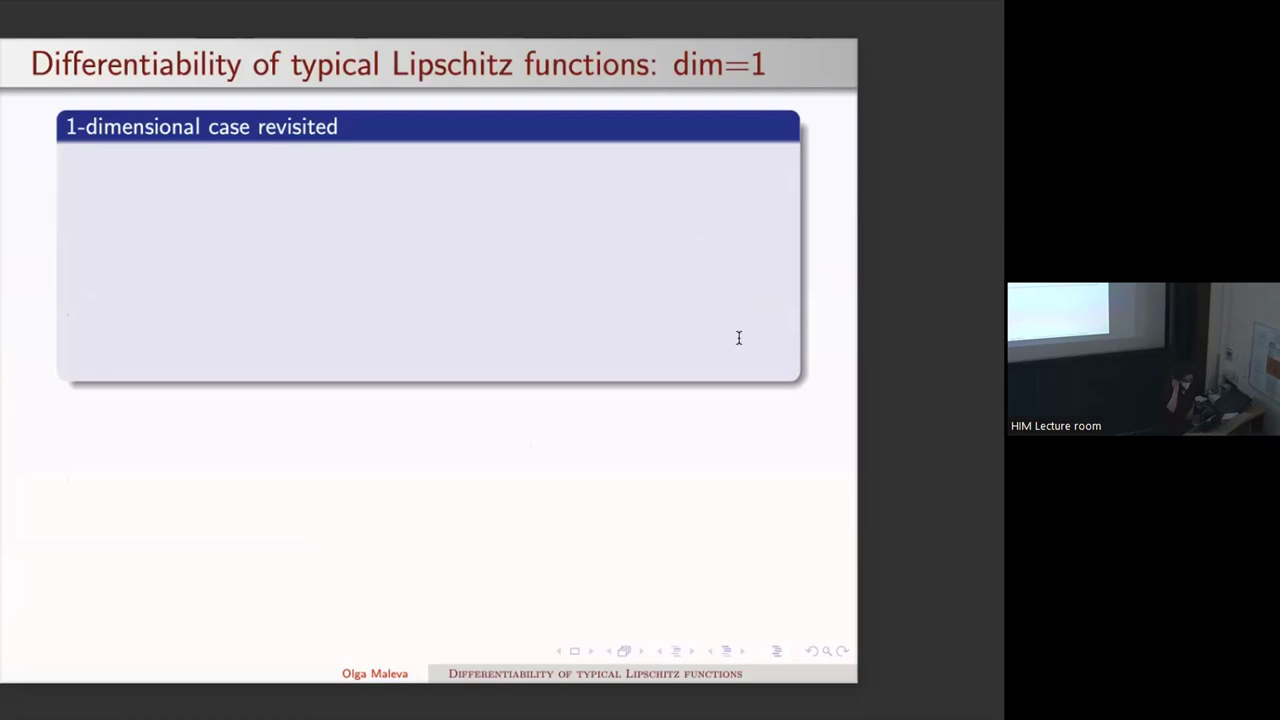 Differentiability of typical Lipschitz functions: dim=1
1-dimensional case revisited
HIM Lecture room
Olga Maleva
Differentiability of typical Lipschitz functions